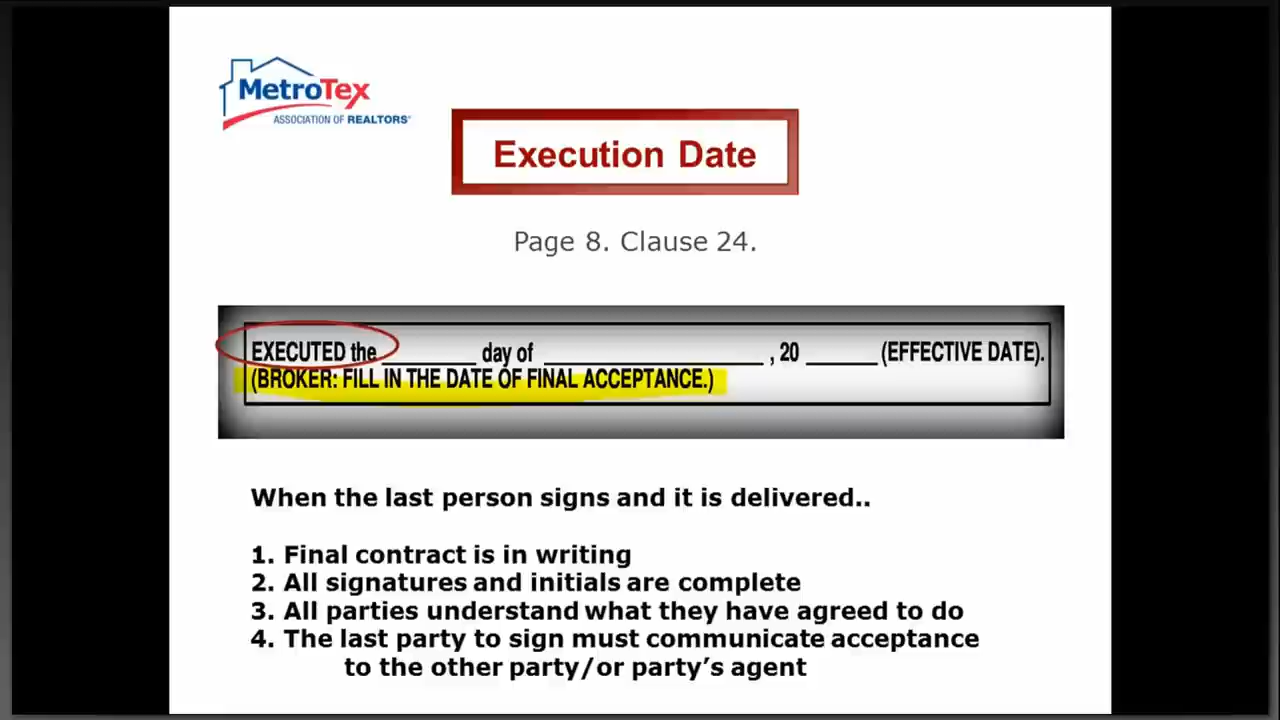 MetroTex
ASSOCIATION OF REALTORS®
Execution Date
Page 8. Clause 24.
EXECUTED the ________ day of ____________________ , 20 ______ (EFFECTIVE DATE).
(BROKER: FILL IN THE DATE OF FINAL ACCEPTANCE.)
When the last person signs and it is delivered..
1. Final contract is in writing
2. All signatures and initials are complete
3. All parties understand what they have agreed to do
4. The last party to sign must communicate acceptance
to the other party/or party’s agent